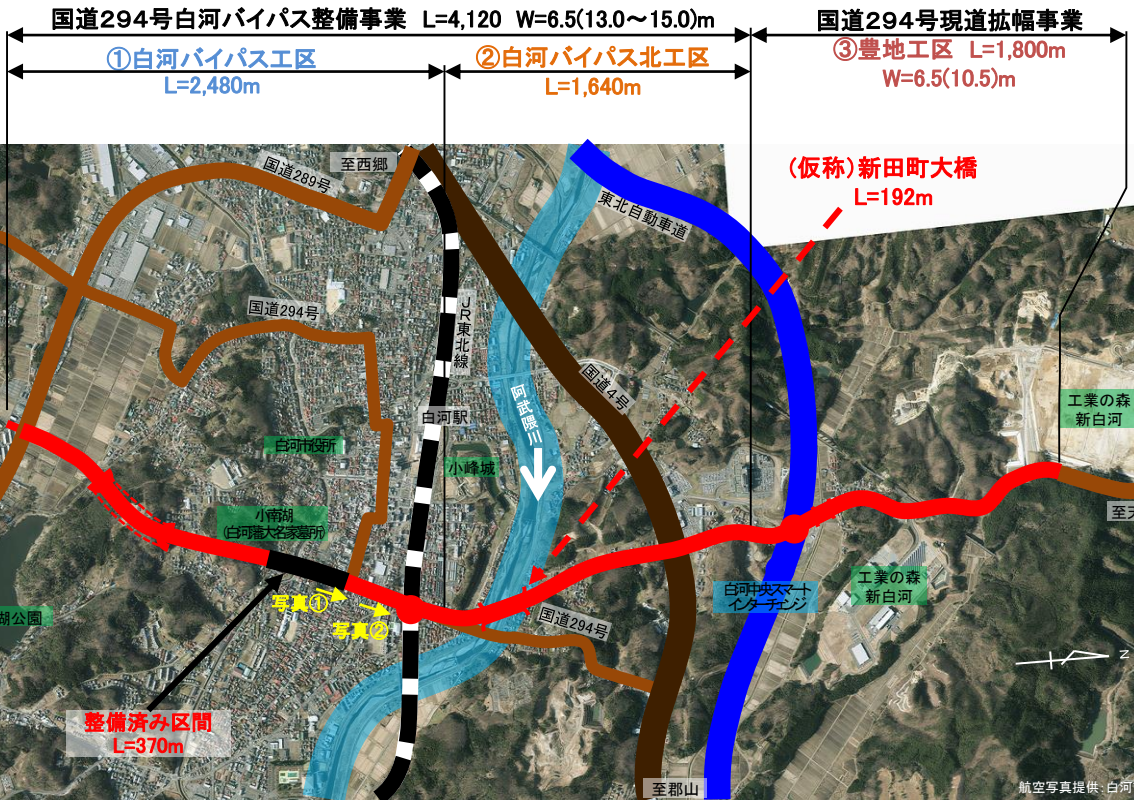 国道294号白河バイパス整備事業 L=4,120 W=6.5(13.0～15.0)m
国道294号現道拡幅事業
①白河バイパス工区
L=2,480m
②白河バイパス北工区
L=1,640m
③豊地工区 L=1,800m
W=6.5(10.5)m
国道289号
至西郷
東北自動車道
(仮称)新田町大橋
L=192m
国道294号
JR東北線
国道4号
阿武隈川
白河駅
白河市役所
小峰城
工業の森
新白河
小南湖
(白河藩大名家墓所)
至天
白河中央スマート
インターチェンジ
工業の森
新白河
写真①
写真②
国道294号
湖公園
N
整備済み区間
L=370m
至郡山
航空写真提供:白河